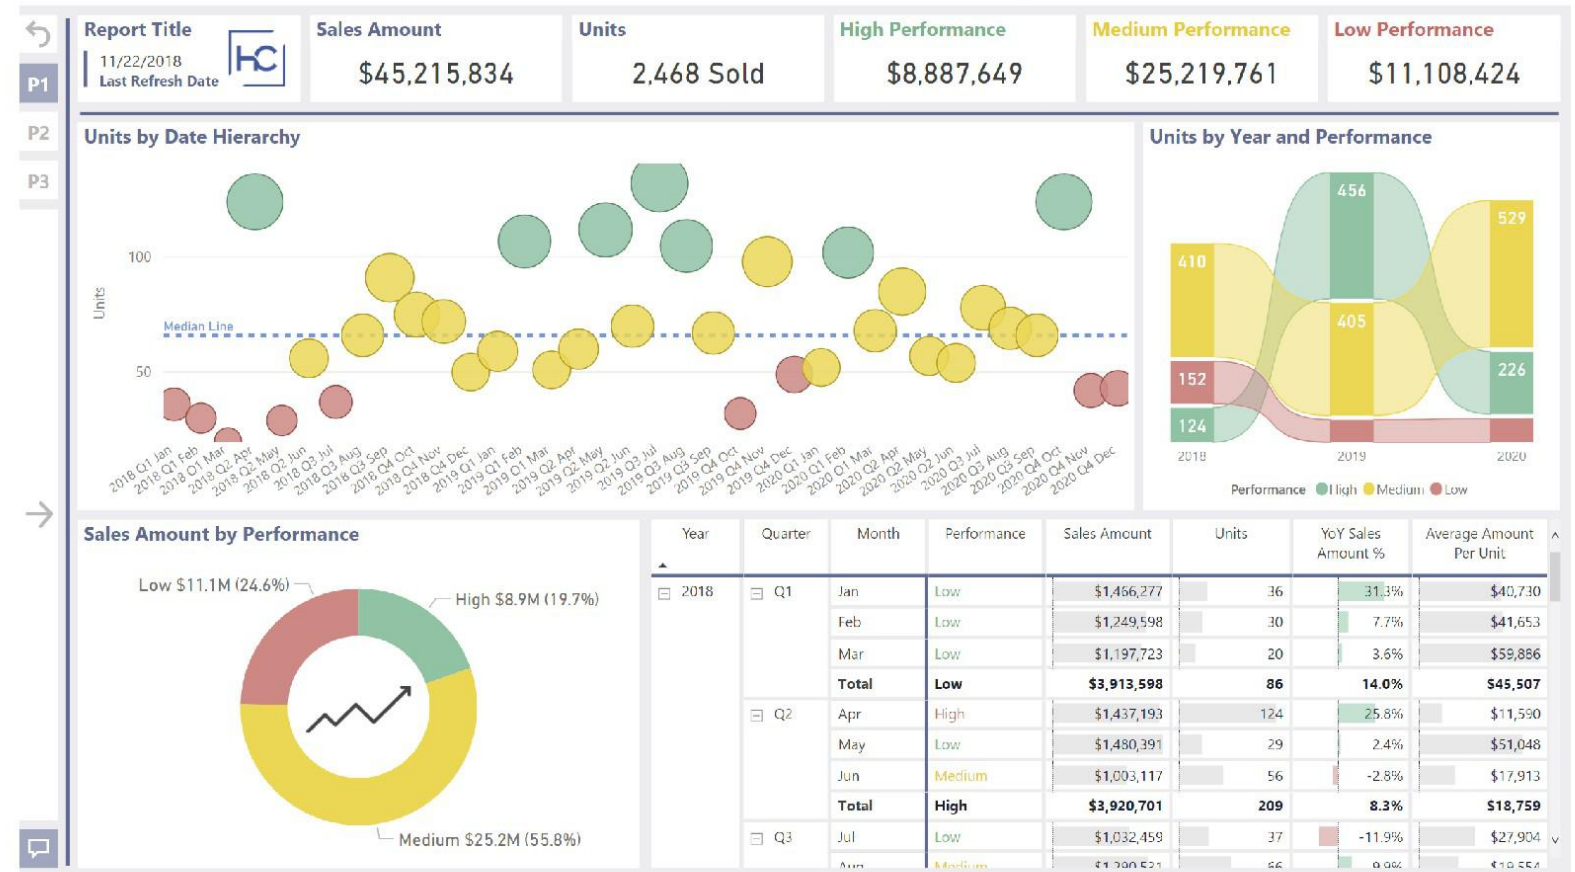 Report Title
11/22/2018
Last Refresh Date
hC
Sales Amount
$45,215,834
Units
2,468 Sold
High Performance
$8,887,649
Medium Performance
$25,219,761
Low Performance
$11,108,424
P1
P2
P3
Units by Date Hierarchy
Units
100
50
Median Line
2018 Q1 Jan
2018 Q1 Feb
2018 Q1 Mar
2018 Q2 Apr
2018 Q2 May
2018 Q2 Jun
2018 Q3 Jul
2018 Q3 Aug
2018 Q3 Sep
2018 Q4 Oct
2018 Q4 Nov
2018 Q4 Dec
2019 Q1 Jan
2019 Q1 Feb
2019 Q1 Mar
2019 Q2 Apr
2019 Q2 May
2019 Q2 Jun
2019 Q3 Jul
2019 Q3 Aug
2019 Q3 Sep
2019 Q4 Oct
2019 Q4 Nov
2019 Q4 Dec
2020 Q1 Jan
2020 Q1 Feb
2020 Q1 Mar
2020 Q2 Apr
2020 Q2 May
2020 Q2 Jun
2020 Q3 Jul
2020 Q3 Aug
2020 Q3 Sep
2020 Q4 Oct
2020 Q4 Nov
2020 Q4 Dec
Units by Year and Performance
410
152
124
456
405
529
226
2018 2019 2020
Performance High Medium Low
Sales Amount by Performance
Low $11.1M (24.6%)
High $8.9M (19.7%)
Medium $25.2M (55.8%)
Year Quarter Month Performance Sales Amount Units YoY Sales Amount % Average Amount Per Unit
2018 Q1 Jan Low $1,466,277 36 31.3% $40,730
Feb Low $1,249,598 30 7.7% $41,653
Mar Low $1,197,723 20 3.6% $59,886
Total Low $3,913,598 86 14.0% $45,507
Q2 Apr High $1,437,193 124 25.8% $11,590
May Low $1,480,391 29 2.4% $51,048
Jun Medium $1,003,117 56 -2.8% $17,913
Total High $3,920,701 209 8.3% $18,759
Q3 Jul Low $1,032,459 37 -11.9% $27,904
Aug Medium $1,290,531 66 9.9% $19,554